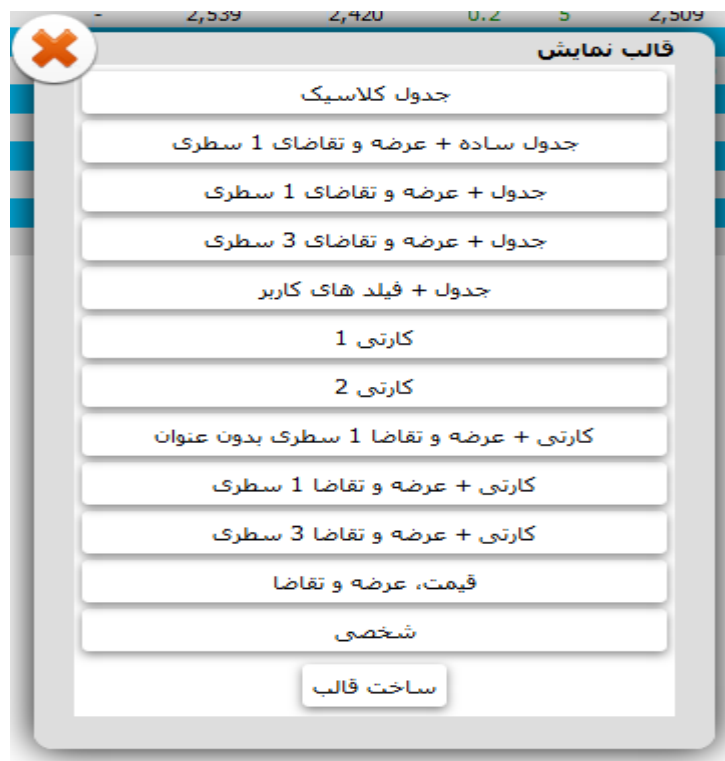 - 2,539 2,420 0.2 5 2,509
قالب نمایش
جدول کلاسیک
جدول ساده + عرضه و تقاضای 1 سطری
جدول + عرضه و تقاضای 1 سطری
جدول + عرضه و تقاضای 3 سطری
جدول + فیلد های کاربر
کارتی 1
کارتی 2
کارتی + عرضه و تقاضا 1 سطری بدون عنوان
کارتی + عرضه و تقاضا 1 سطری
کارتی + عرضه و تقاضا 3 سطری
قیمت، عرضه و تقاضا
شخصی
ساخت قالب